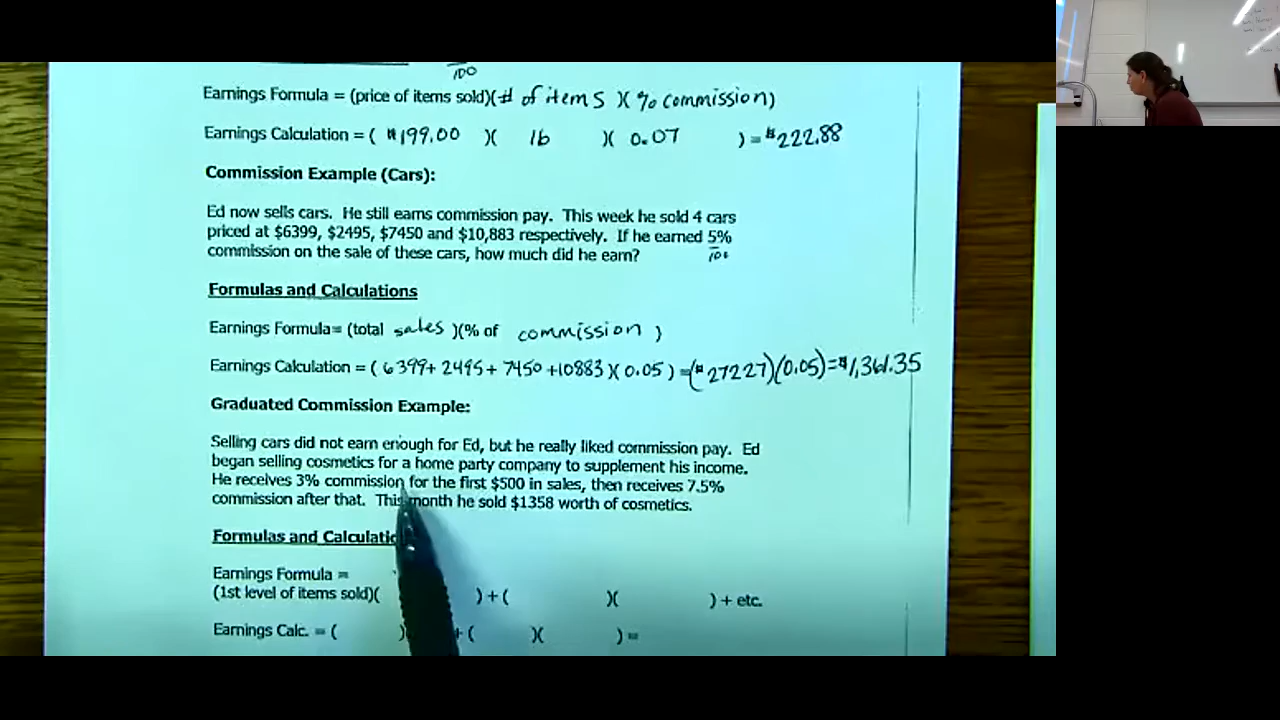 100
Earnings Formula = (price of items sold)(# of items )(% commission)
Earnings Calculation = ( $199.00 )( 16 )( 0.07 ) = $222.88
Commission Example (Cars):
Ed now sells cars. He still earns commission pay. This week he sold 4 cars
priced at $6399, $2495, $7450 and $10,883 respectively. If he earned 5%
commission on the sale of these cars, how much did he earn? 100
Formulas and Calculations
Earnings Formula= (total sales )(% of commission )
Earnings Calculation = ( 6399+ 2495+ 7450 +10883 )( 0.05 ) = ($27227)(0.05)=$1,361.35
Graduated Commission Example:
Selling cars did not earn enough for Ed, but he really liked commission pay. Ed
began selling cosmetics for a home party company to supplement his income.
He receives 3% commission for the first $500 in sales, then receives 7.5%
commission after that. This month he sold $1358 worth of cosmetics.
Formulas and
Earnings Formula =
(1st level of items sold)( ) + ( )( ) + etc.
Earnings Calc. = ( ) + ( )( ) =